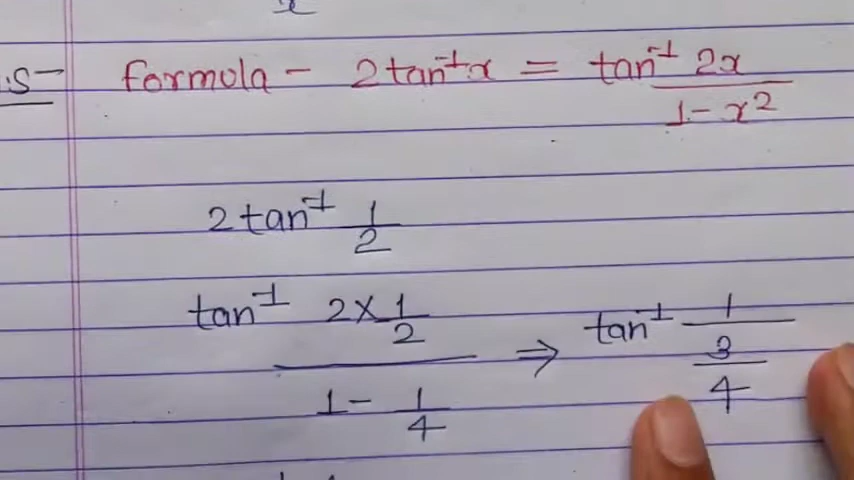 .S- formula - 2tan⁻¹x = tan⁻¹ 2x / 1-x²
2tan⁻¹ 1/2
tan⁻¹ 2×1/2 / 1 - 1/4 ⇒ tan⁻¹ 1 / 3/4